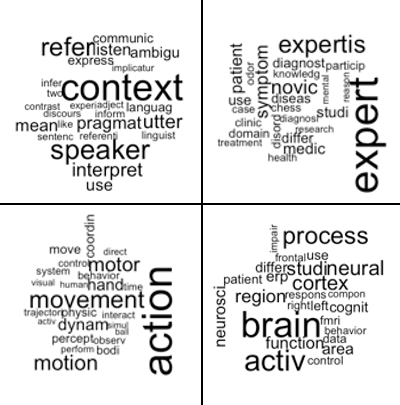 communic
refer listen ambigu
express
implicatur
infer
two context
contrast experi adject languag
discours inform
mean like pragmat utter
sentenc referenti linguist
speaker
interpret
use
patient odor symptom expertis
diagnost particip
knowledg
novic mental reason
use diseas
case chess studi
clinic disord diagnosi
domain research
treatment differ
medic
health
expert
coordin
move direct
control motor
system behavior
visual human hand time
movement
trajectori physic interact
activ dynam simul
percept observ ball
perform bodi
motion
action
impair process
frontal use
differ studi neural
patient erp cortex
neurosci region respons compon
right left cognit
brain fmri
behavior
function data
area
activ control